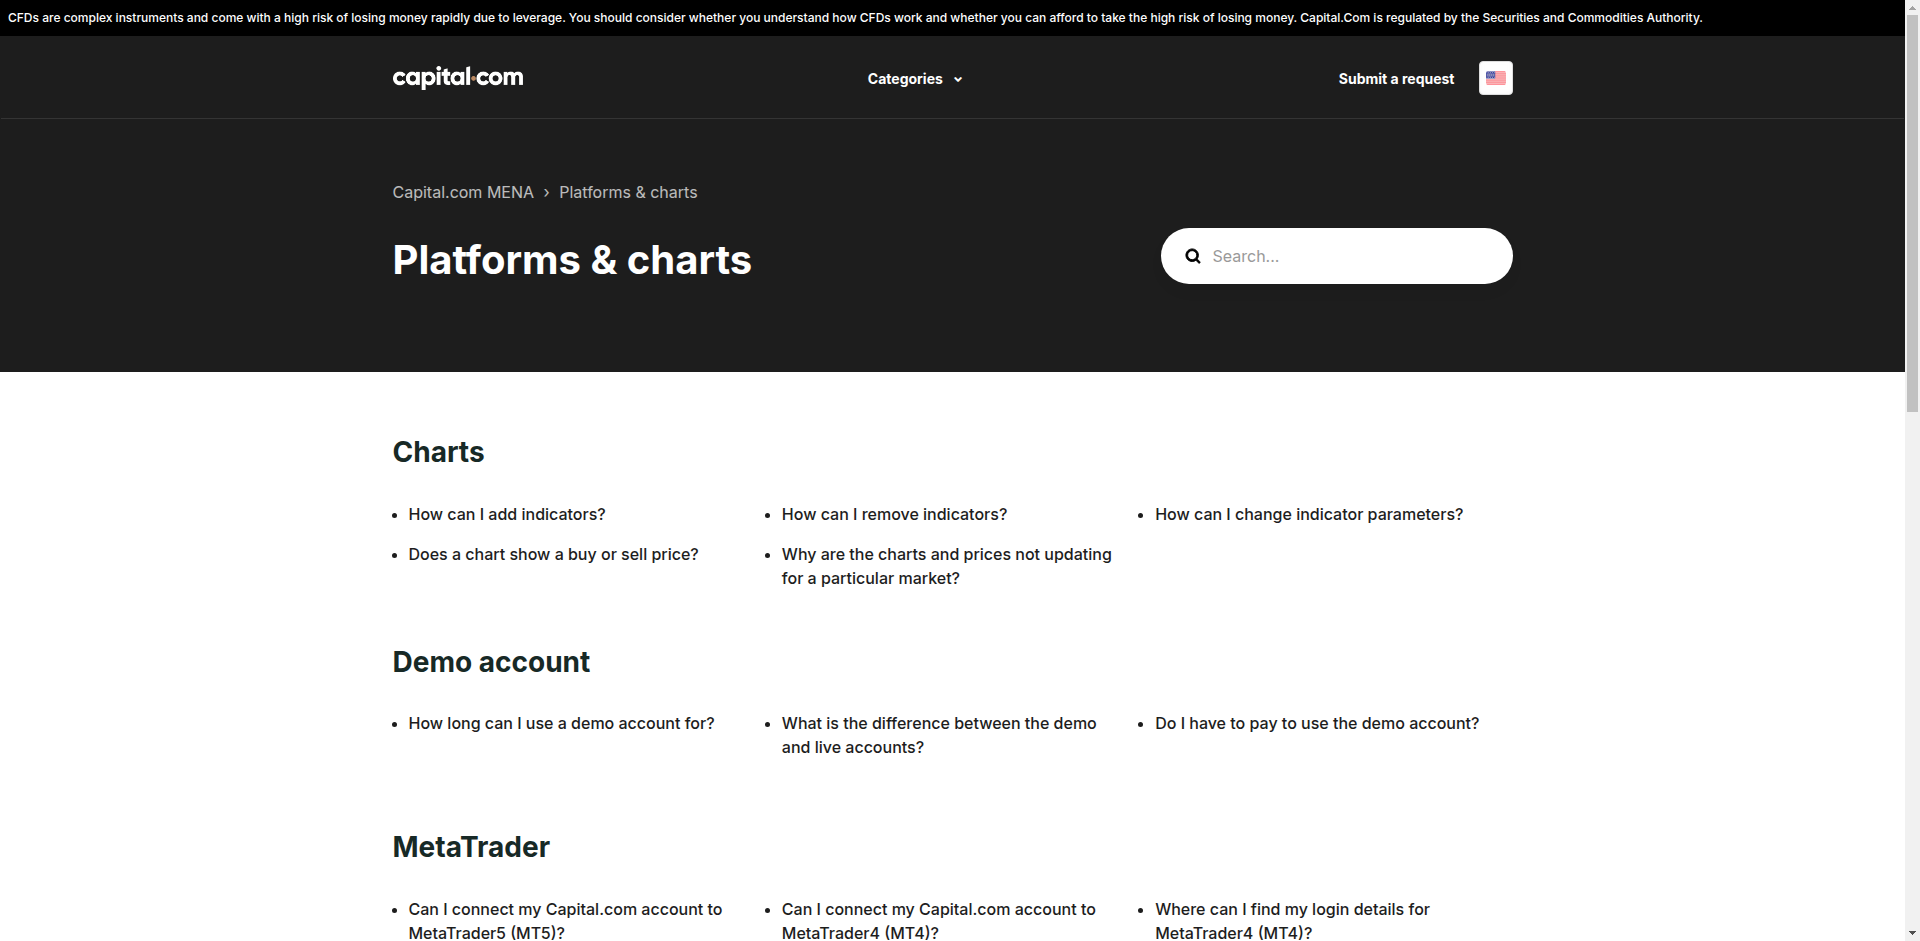 CFDs are complex instruments and come with a high risk of losing money rapidly due to leverage. You should consider whether you understand how CFDs work and whether you can afford to take the high risk of losing money. Capital.Com is regulated by the Securities and Commodities Authority.
capital.com
Categories
Submit a request
Capital.com MENA › Platforms & charts
Platforms & charts
Search...
Charts
How can I add indicators?
How can I remove indicators?
How can I change indicator parameters?
Does a chart show a buy or sell price?
Why are the charts and prices not updating
for a particular market?
Demo account
How long can I use a demo account for?
What is the difference between the demo
and live accounts?
Do I have to pay to use the demo account?
MetaTrader
Can I connect my Capital.com account to
MetaTrader5 (MT5)?
Can I connect my Capital.com account to
MetaTrader4 (MT4)?
Where can I find my login details for
MetaTrader4 (MT4)?